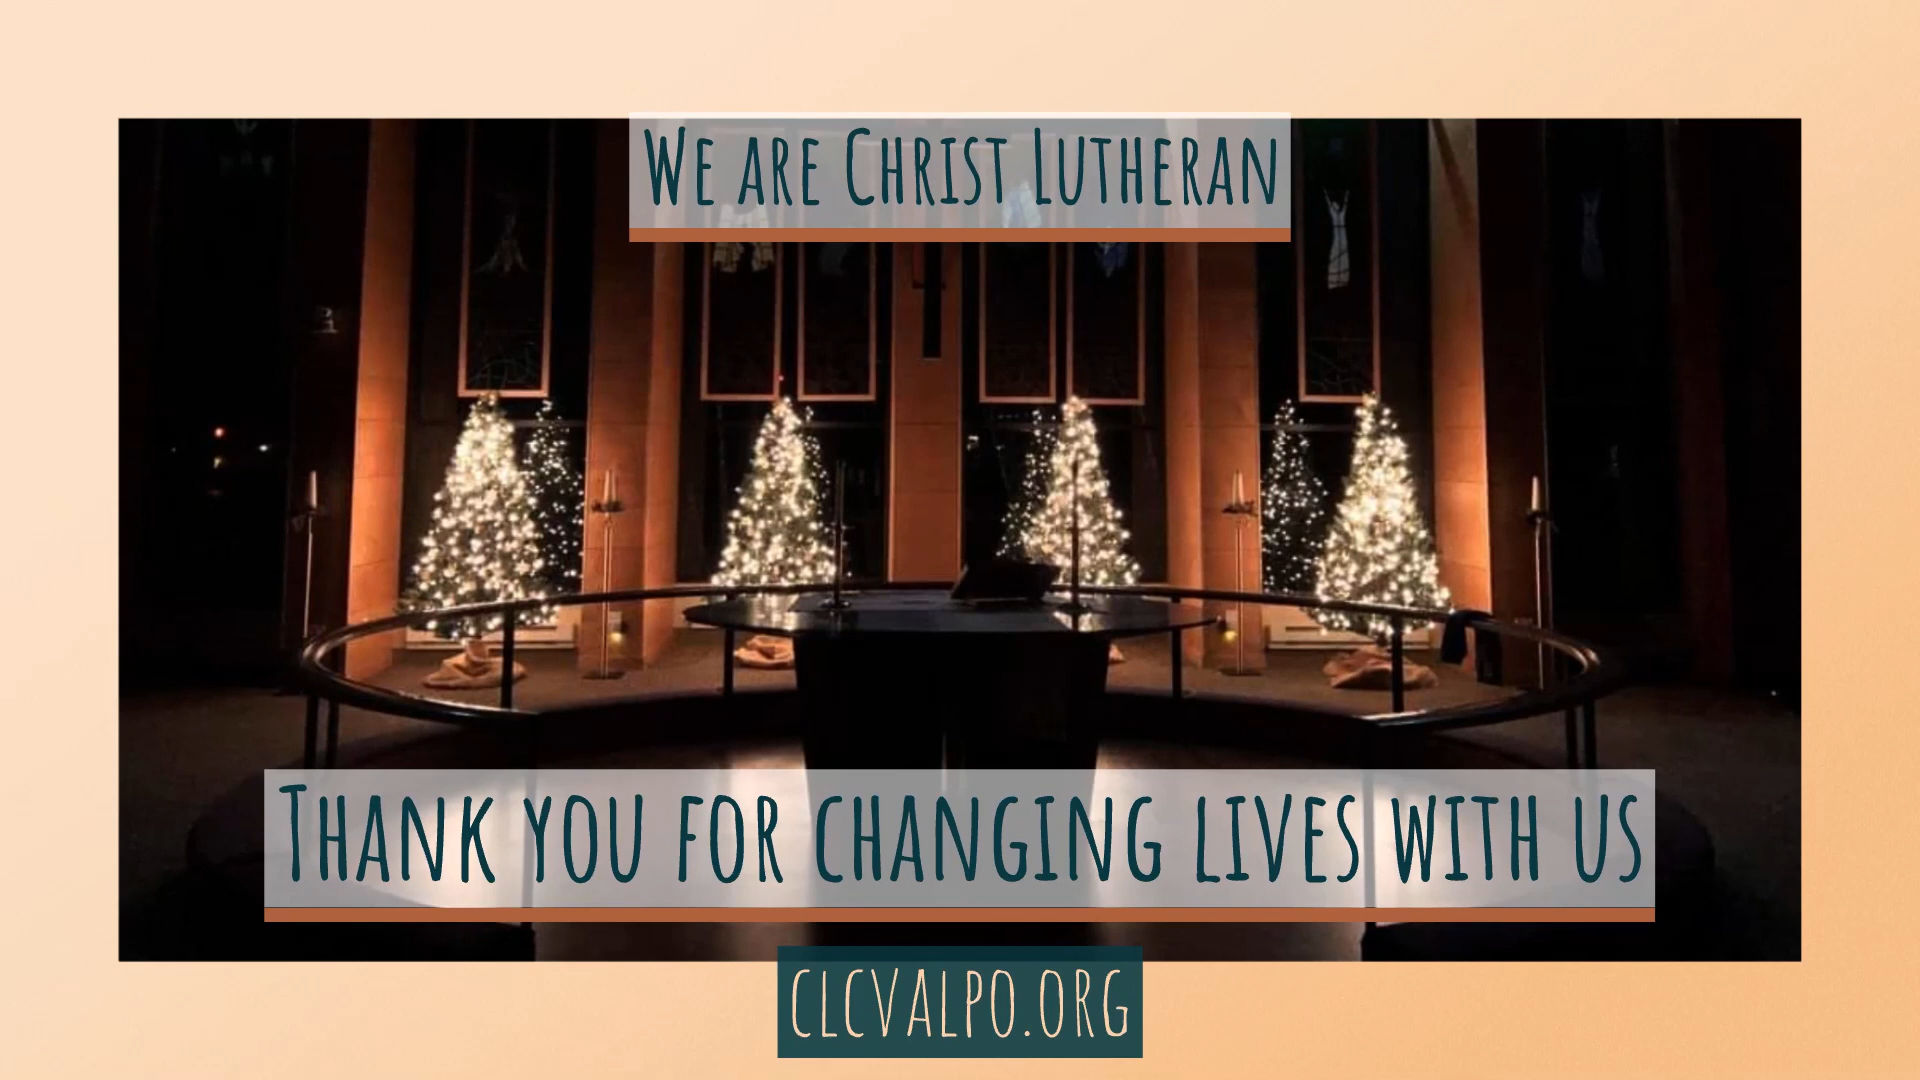 We are Christ Lutheran
Thank you for changing lives with us
clcvalpo.org